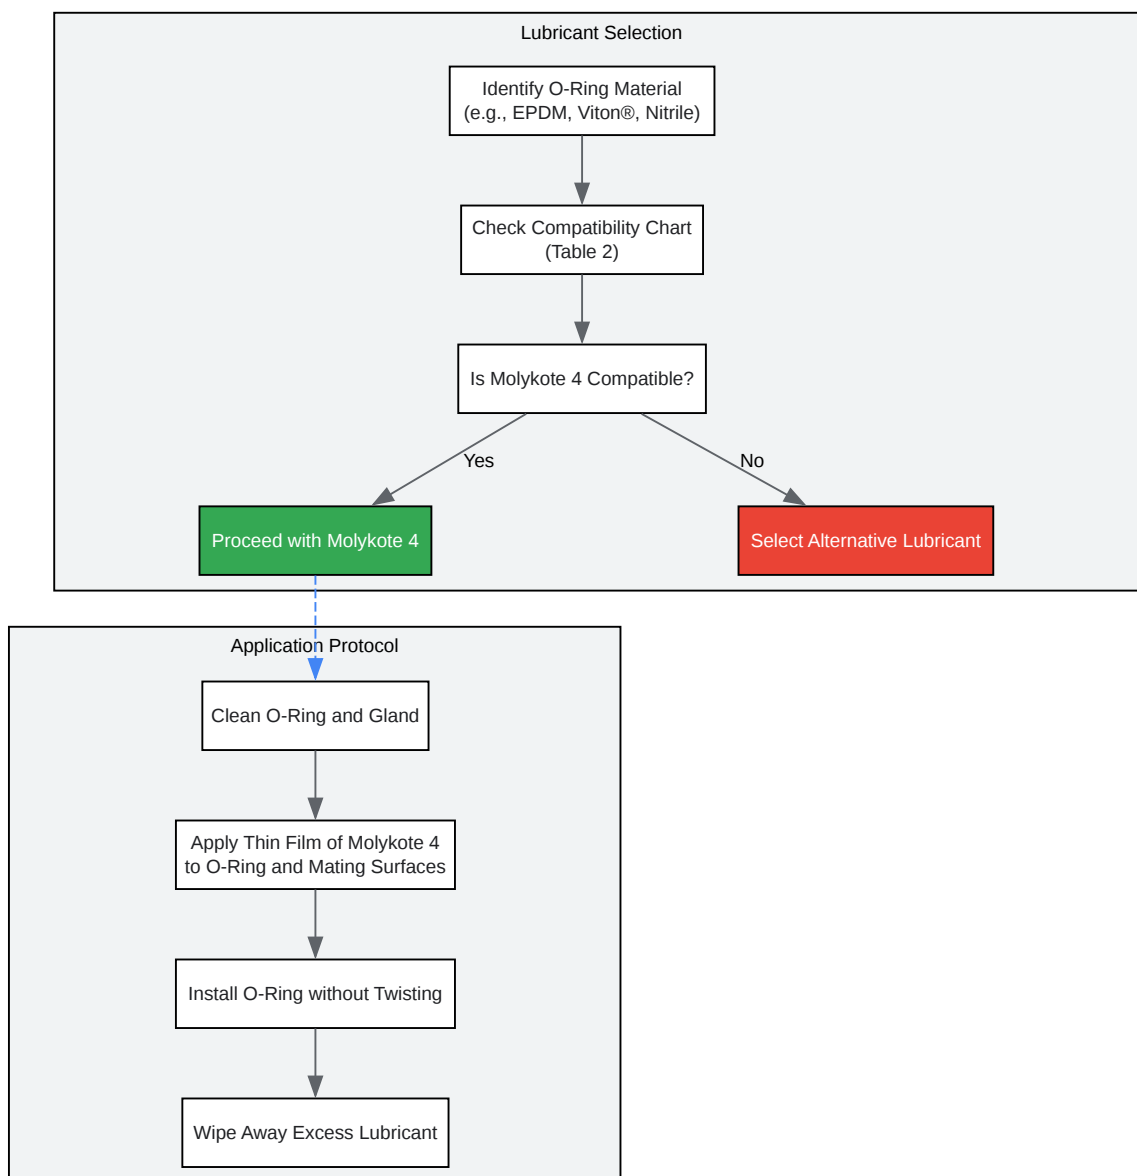 Lubricant Selection
Identify O-Ring Material
(e.g., EPDM, Viton®, Nitrile)
Check Compatibility Chart
(Table 2)
Is Molykote 4 Compatible?
Yes
No
Proceed with Molykote 4
Select Alternative Lubricant
Application Protocol
Clean O-Ring and Gland
Apply Thin Film of Molykote 4
to O-Ring and Mating Surfaces
Install O-Ring without Twisting
Wipe Away Excess Lubricant